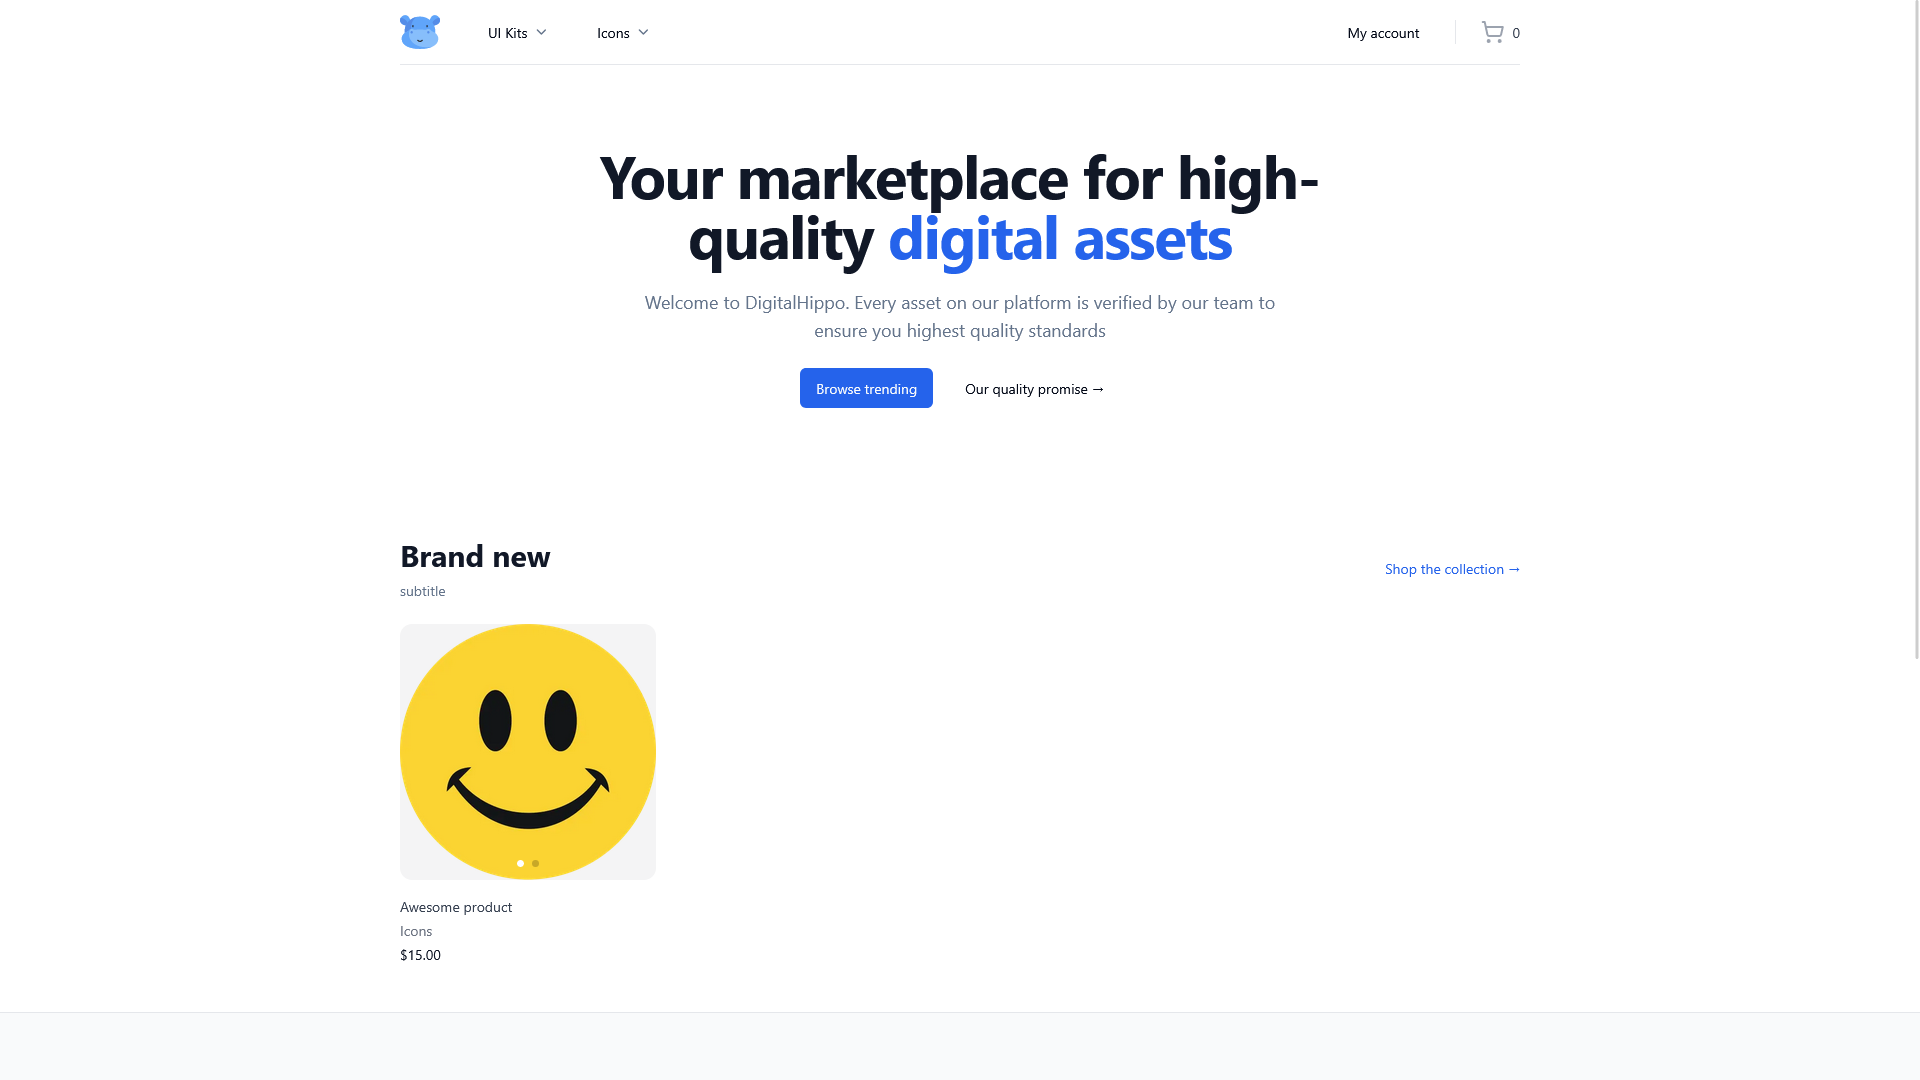 UI Kits
Icons
My account
0
Your marketplace for high-
quality digital assets
Welcome to DigitalHippo. Every asset on our platform is verified by our team to
ensure you highest quality standards
Browse trending
Our quality promise →
Brand new
Shop the collection →
subtitle
Awesome product
Icons
$15.00